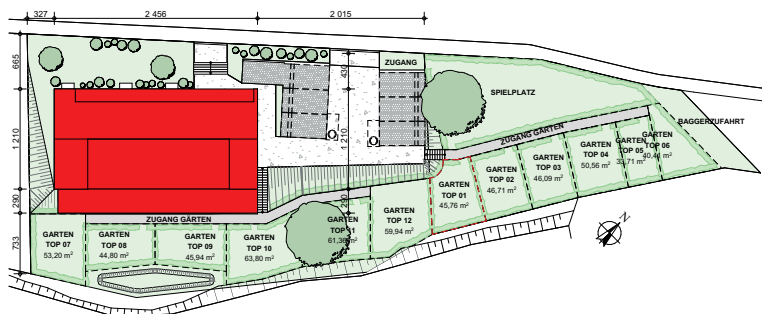 327
2 456
2 015
665
430
ZUGANG
SPIELPLATZ
BAGGERZUFAHRT
1 210
1 210
ZUGANG GÄRTEN
GARTEN
TOP 06
40,41 m²
GARTEN
TOP 05
GARTEN
TOP 04
50,56 m²
GARTEN
TOP 03
46,09 m²
GARTEN
TOP 02
46,71 m²
GARTEN
TOP 01
45,76 m²
290
290
ZUGANG GÄRTEN
733
GARTEN
TOP 07
53,20 m²
GARTEN
TOP 08
44,80 m²
GARTEN
TOP 09
45,94 m²
GARTEN
TOP 10
63,80 m²
GARTEN
TOP 11
61,36 m²
GARTEN
TOP 12
59,94 m²
N